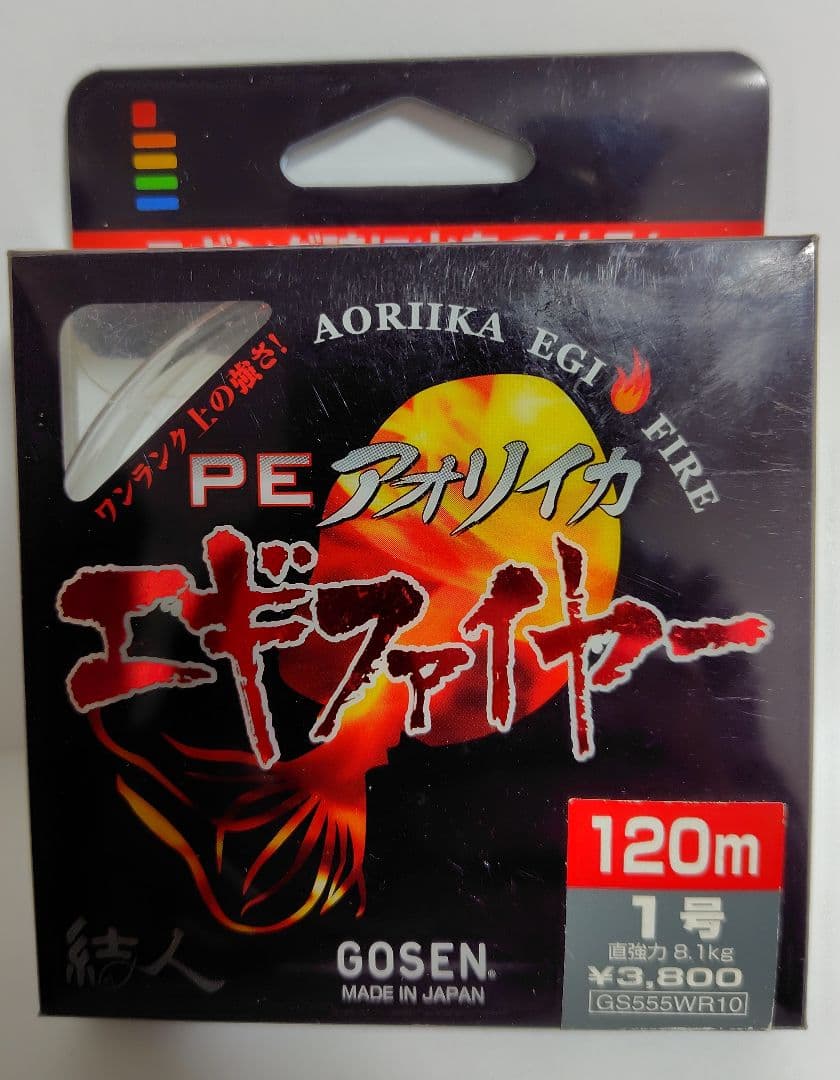 AORIIKA EGI FIRE
ワンランク上の強さ!
PE アオリイカ
エギファイヤー
120m
1号
直強力 8.1kg
¥3,800
GS555WR10
結人
GOSEN®
MADE IN JAPAN